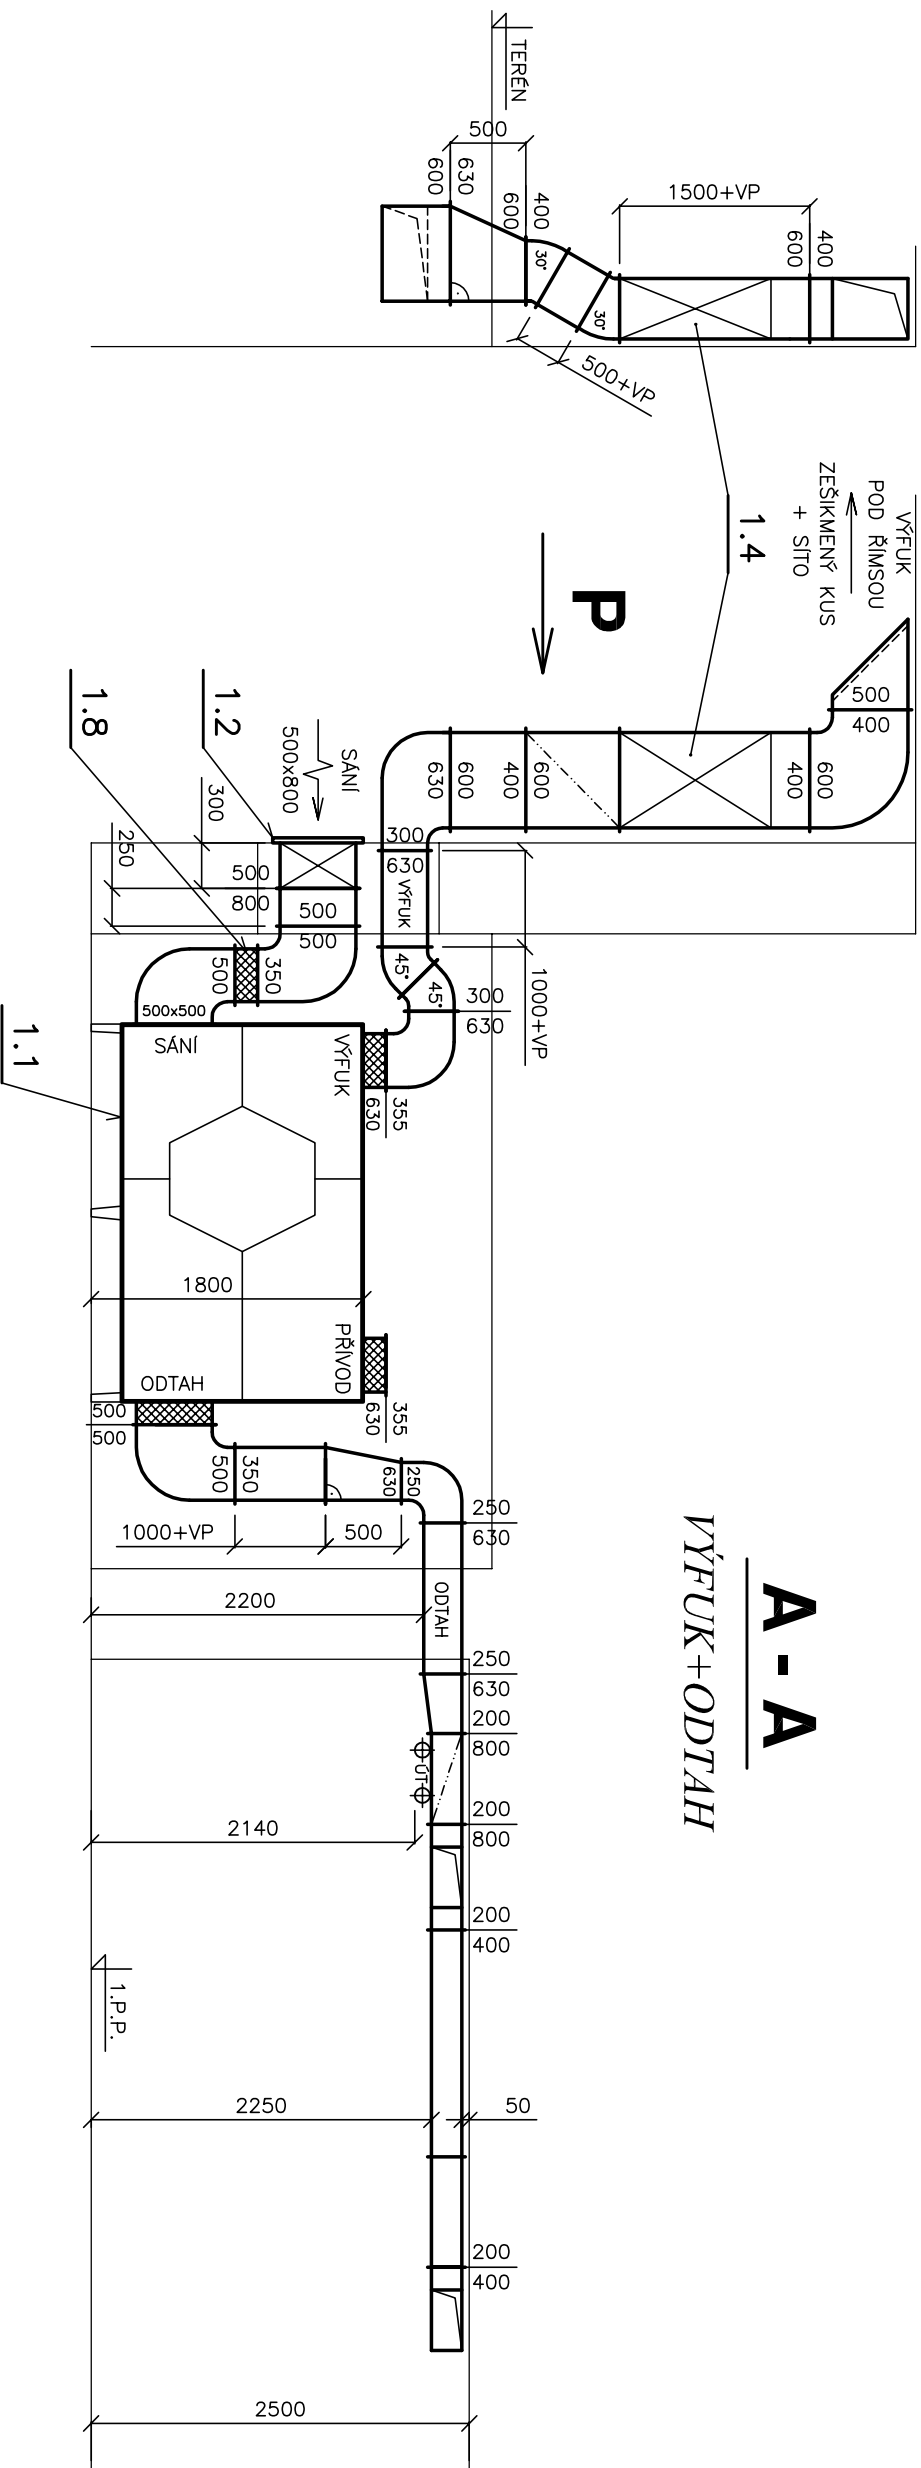 A - A
VÝFUK+ODTAH
TERÉN
500
630
600
400
600
30°
30°
1500+VP
400
600
500+VP
VÝFUK
POD ŘÍMSOU
ZEŠIKMENÝ KUS
+ SÍTO
1.4
P
500
400
600
400
600
400
600
630
300
630
VÝFUK
45°
45°
300
630
1000+VP
1.2
1.8
SÁNÍ
500x800
300
250
500
800
500
500
350
500
500x500
SÁNÍ
VÝFUK
355
630
1.1
1800
PŘÍVOD
355
630
ODTAH
500
500
350
500
250
630
1000+VP
500
250
630
ODTAH
2200
250
630
200
800
ÚT
200
800
2140
200
400
1.P.P.
2250
50
200
400
2500